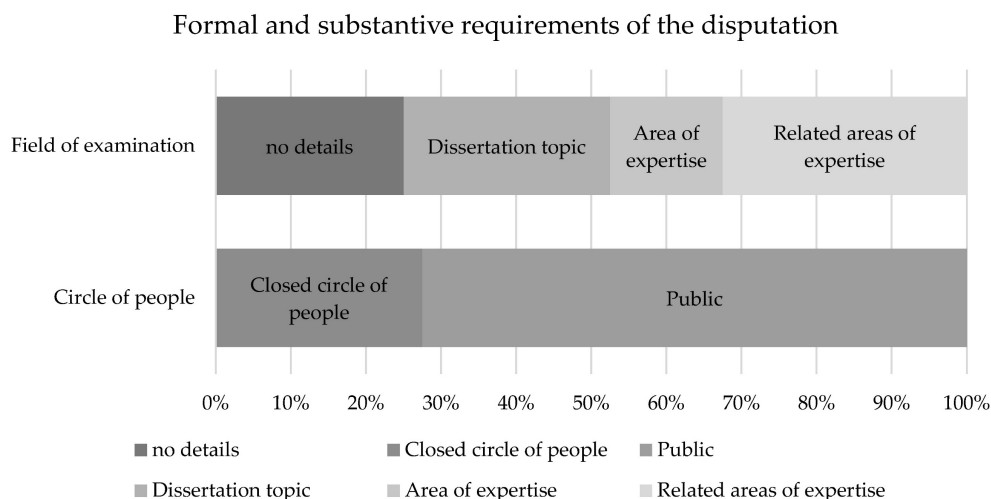 Formal and substantive requirements of the disputation
Field of examination
no details
Dissertation topic
Area of
expertise
Related areas of
expertise
Circle of people
Closed circle of
people
Public
0% 10% 20% 30% 40% 50% 60% 70% 80% 90% 100%
no details Closed circle of people Public
Dissertation topic Area of expertise Related areas of expertise